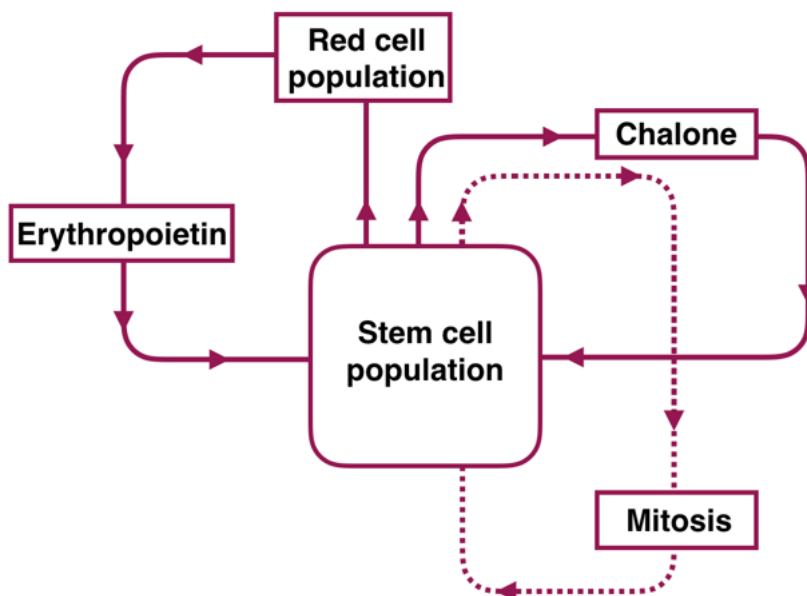 Red cell
population
Chalone
Erythropoietin
Stem cell
population
Mitosis